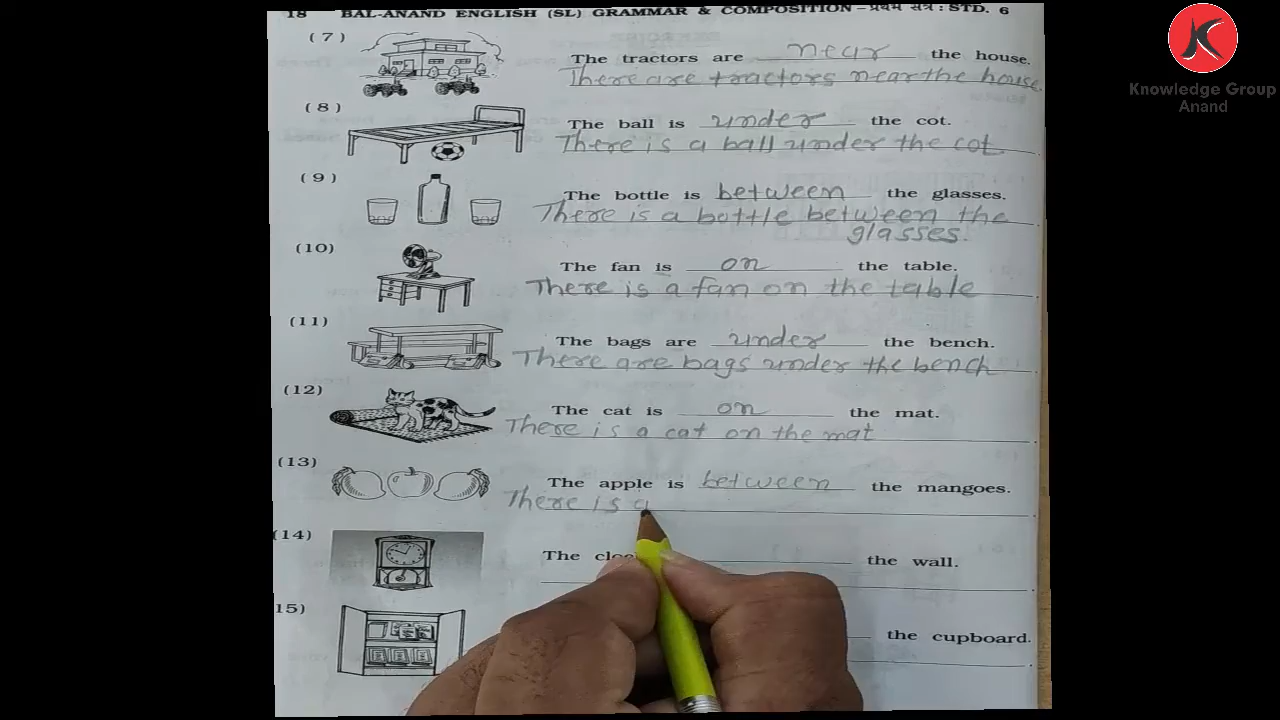 18 BAL-ANAND ENGLISH (SL) GRAMMAR & COMPOSITION – प्रथम सत्र : STD. 6
(7)
The tractors are near the house.
There are tractors near the house.
(8)
The ball is under the cot.
There is a ball under the cot.
(9)
The bottle is between the glasses.
There is a bottle between the
glasses.
(10)
The fan is on the table.
There is a fan on the table.
(11)
The bags are under the bench.
There are bags under the bench.
(12)
The cat is on the mat.
There is a cat on the mat.
(13)
The apple is between the mangoes.
There is a
(14)
The the wall.
15)
the cupboard.
K
Knowledge Group
Anand